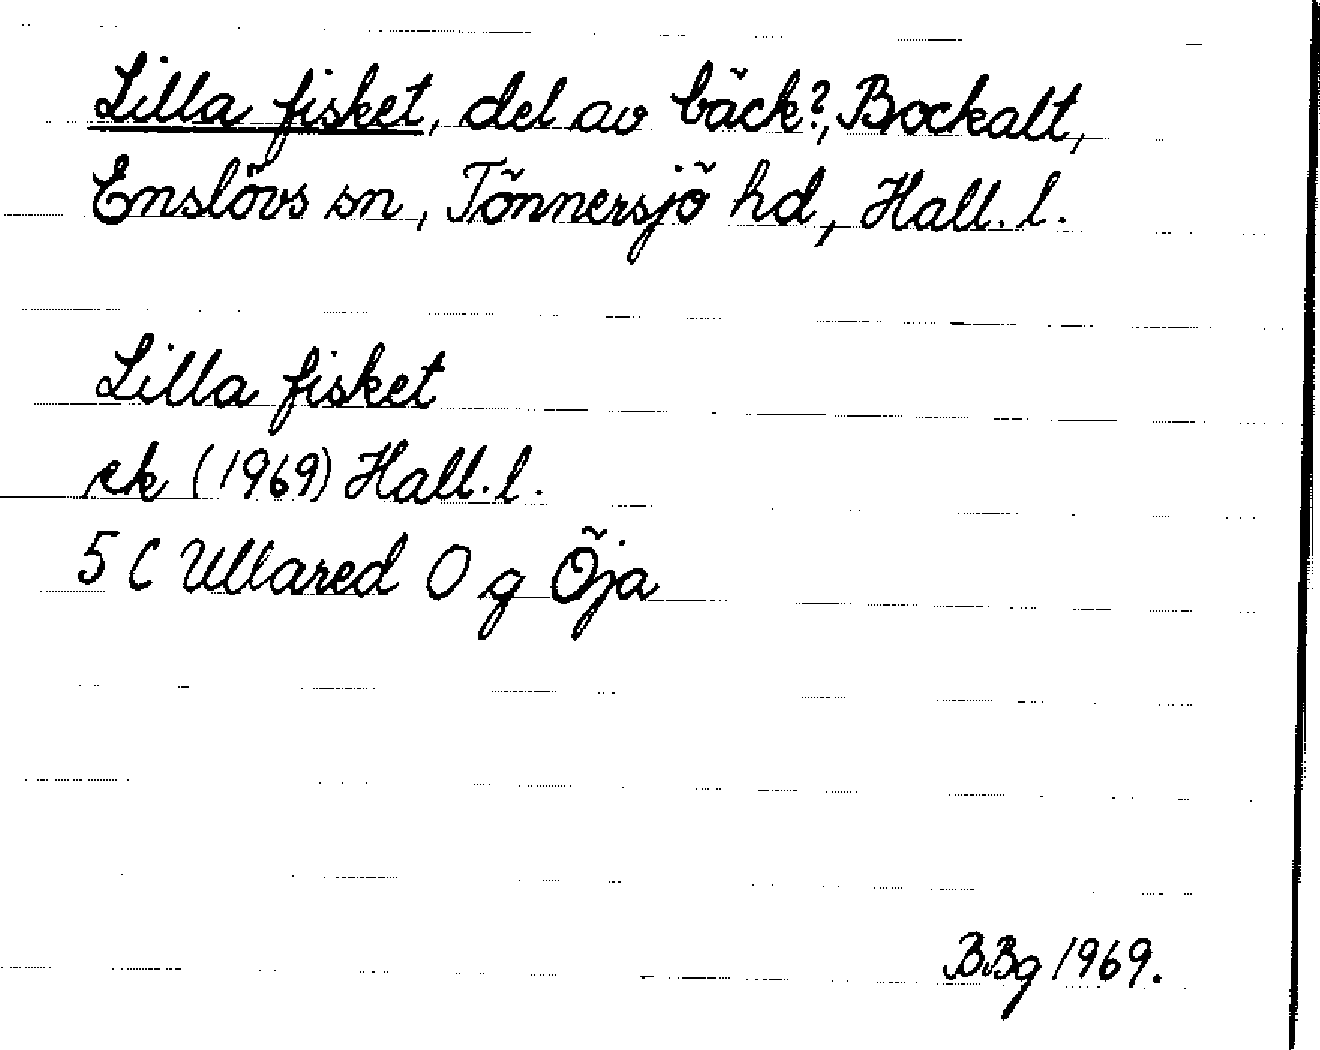 Lilla fisket, del av bäck?, Bockalt,
Enslövs sn, Tönnersjö hd, Hall. l.
Lilla fisket
ek (1969) Hall. l.
5 C Ullared O g Öja
BBg 1969.